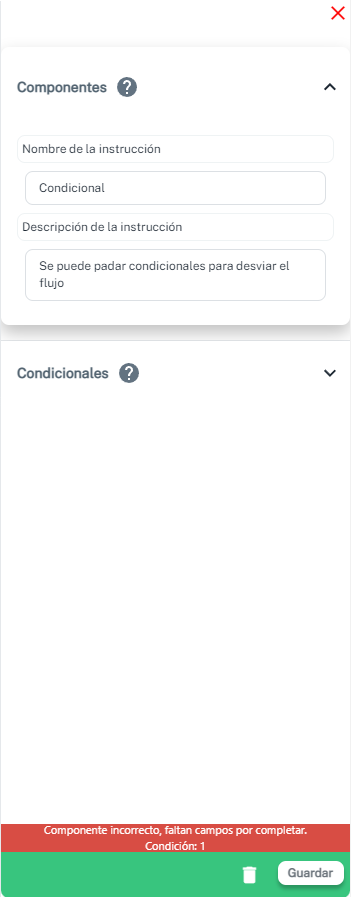 Componentes ?
Nombre de la instrucción
Condicional
Descripción de la instrucción
Se puede padar condicionales para desviar el
flujo
Condicionales ?
Componente incorrecto, faltan campos por completar.
Condición: 1
Guardar